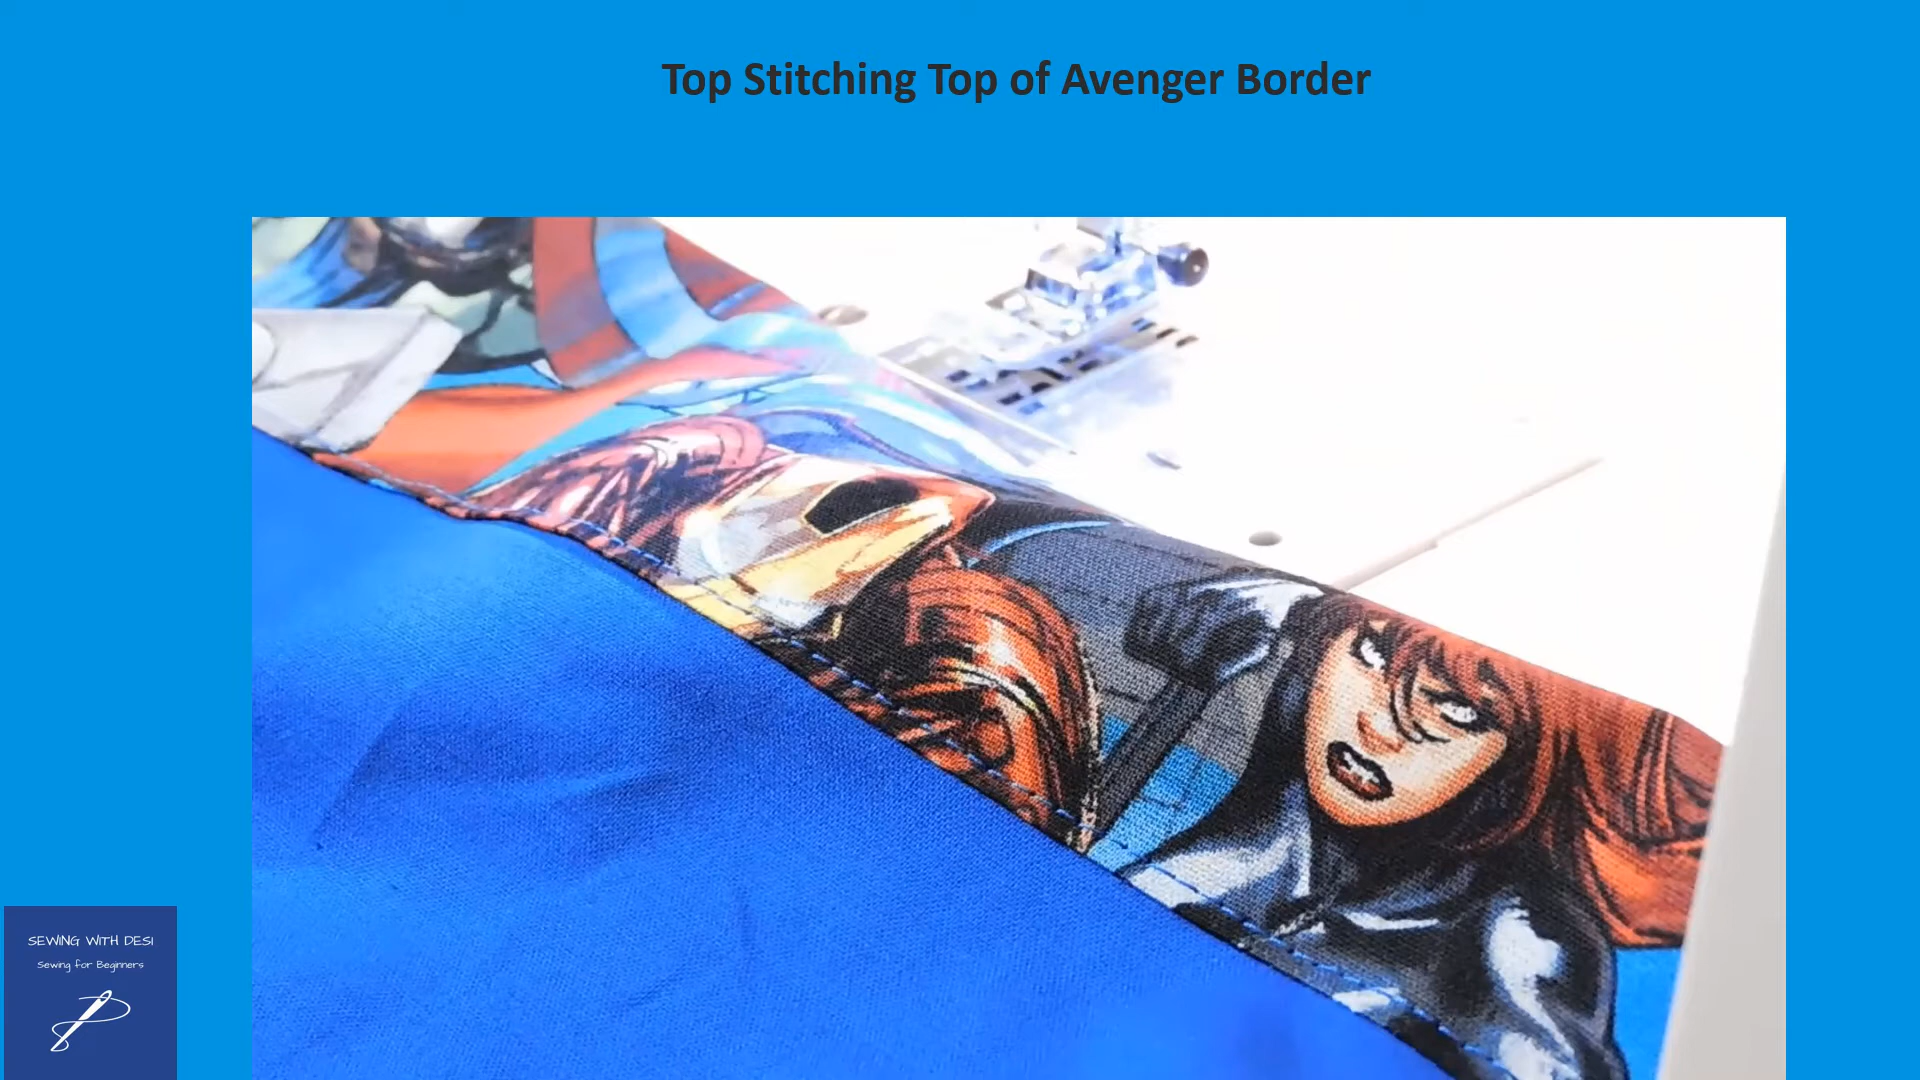 Top Stitching Top of Avenger Border
SEWING WITH DESI
Sewing for Beginners